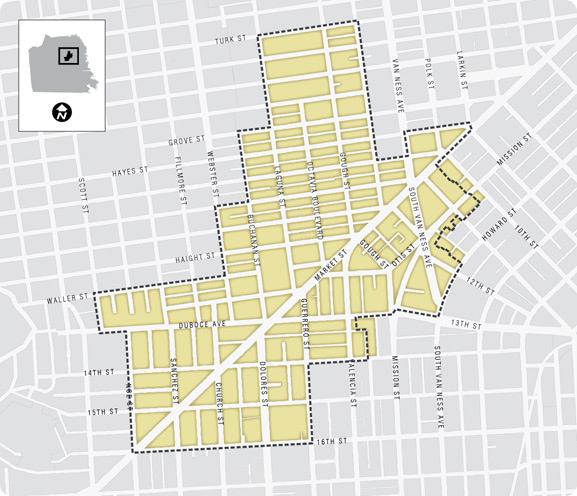 TURK ST
VAN NESS AVE
POLK ST
LARKIN ST
GROVE ST
MISSION ST
HAYES ST
FILLMORE ST
WEBSTER ST
SCOTT ST
LAGUNA ST
OCTAVIA BOULEVARD
GOUGH ST
SOUTH VAN NESS AVE
BUCHANAN ST
HOWARD ST
10TH ST
HAIGHT ST
MARKET ST
GOUGH ST
OTIS ST
WALLER ST
12TH ST
DUBOCE AVE
GUERRERO ST
13TH ST
14TH ST
SANCHEZ ST
CHURCH ST
DOLORES ST
VALENCIA ST
MISSION ST
SOUTH VAN NESS AVE
NOE ST
15TH ST
16TH ST
N